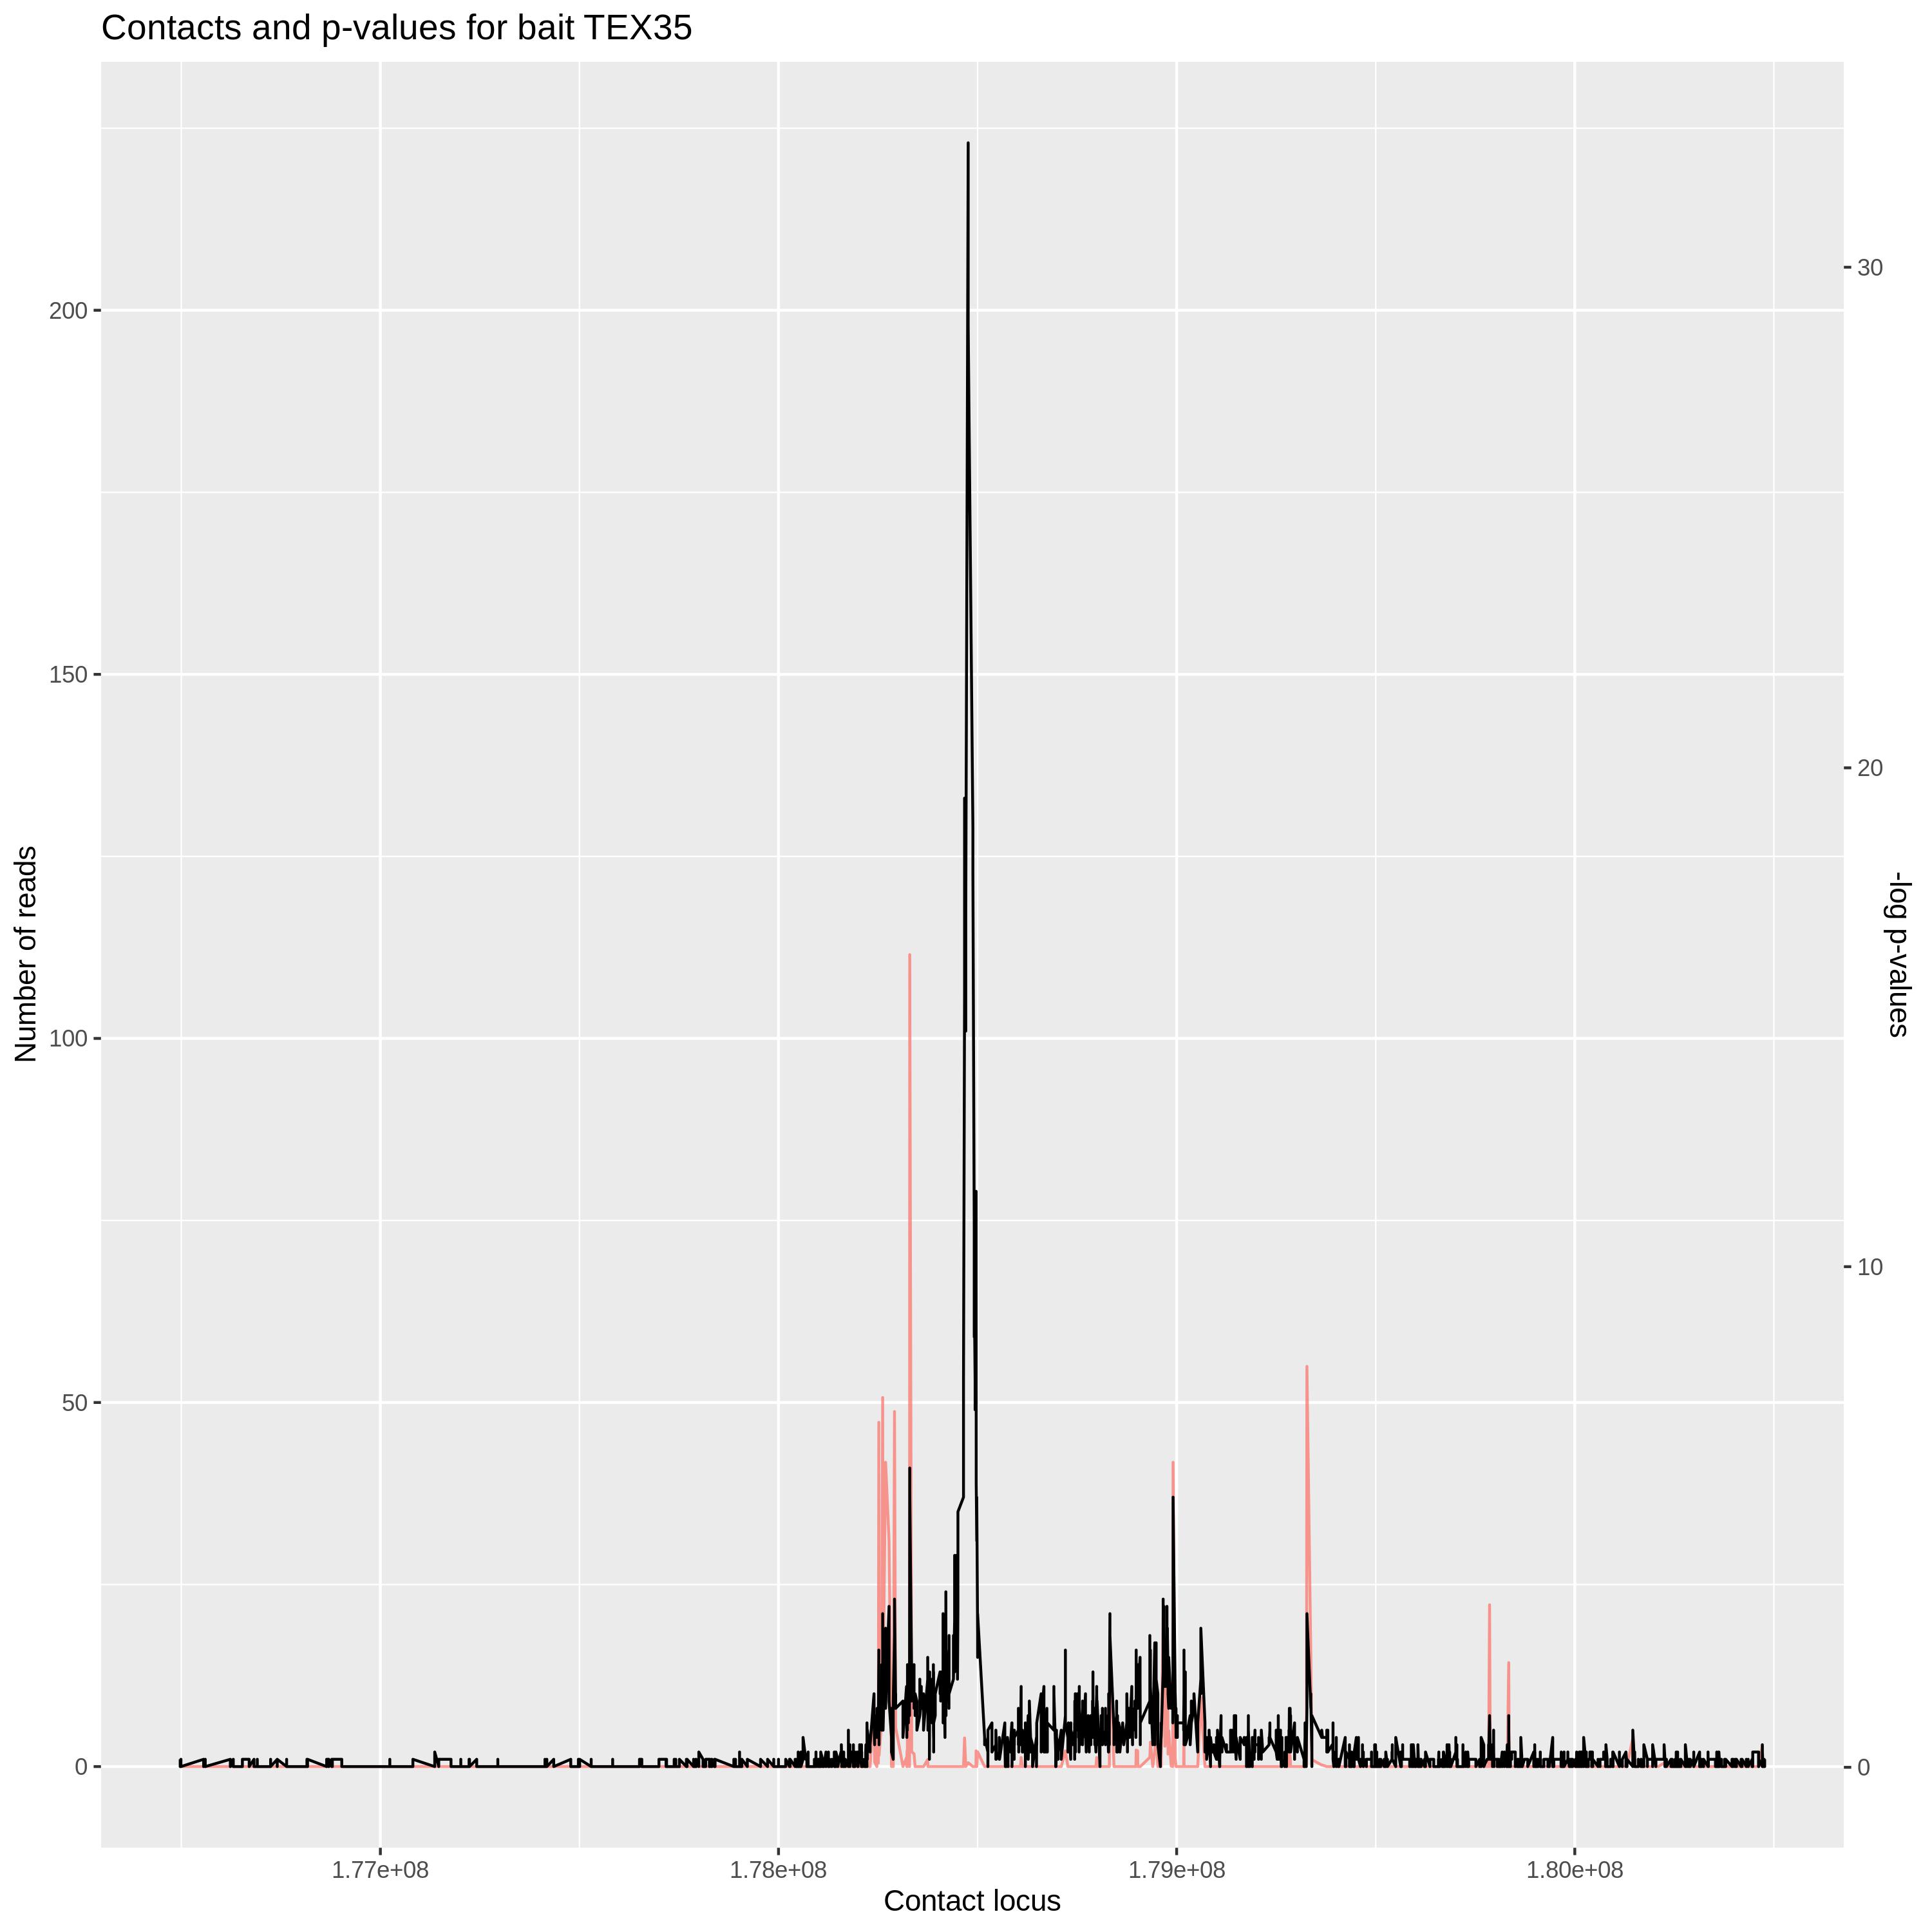 Contacts and p-values for bait TEX35
Number of reads
200
150
100
50
0
30
20
10
0
-log p-values
1.77e+08
1.78e+08
1.79e+08
1.80e+08
Contact locus